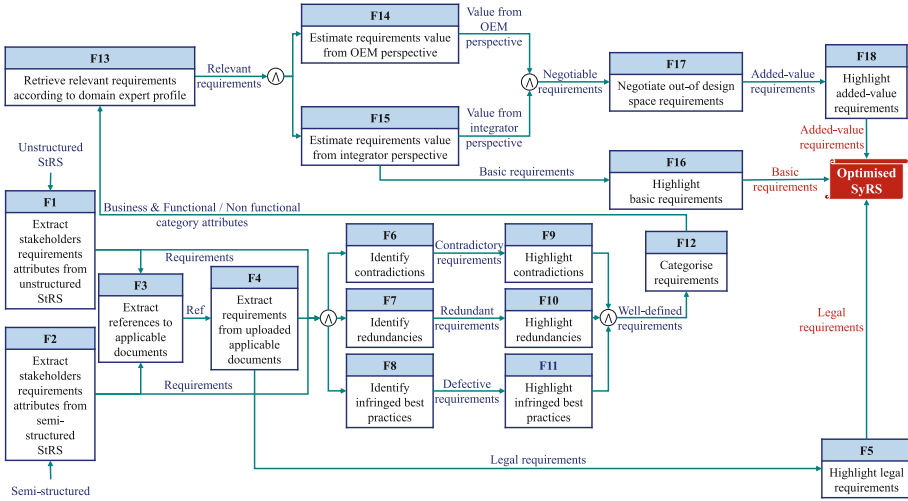 F14
Estimate requirements value
from OEM perspective
Value from
OEM
perspective
F13
Retrieve relevant requirements
according to domain expert profile
Relevant
requirements
Λ
F15
Estimate requirements value
from integrator perspective
Value from
integrator
perspective
Λ
Negotiable
requirements
F17
Negotiate out-of design
space requirements
Added-value
requirements
F18
Highlight
added-value
requirements
Added-value
requirements
Basic requirements
F16
Highlight
basic requirements
Basic
requirements
Optimised
SyRS
Unstructured
StRS
F1
Extract
stakeholders
requirements
attributes from
unstructured
StRS
Business & Functional / Non functional
category attributes
Requirements
F2
Extract
stakeholders
requirements
attributes from
semi-
structured
StRS
Semi-structured
F3
Extract
references to
applicable
documents
Ref
F4
Extract
requirements
from uploaded
applicable
documents
Requirements
Λ
F6
Identify
contradictions
Contradictory
requirements
F9
Highlight
contradictions
F7
Identify
redundancies
Redundant
requirements
F10
Highlight
redundancies
F8
Identify
infringed best
practices
Defective
requirements
F11
Highlight
infringed best
practices
Λ
Well-defined
requirements
F12
Categorise
requirements
Legal
requirements
Legal requirements
F5
Highlight legal
requirements